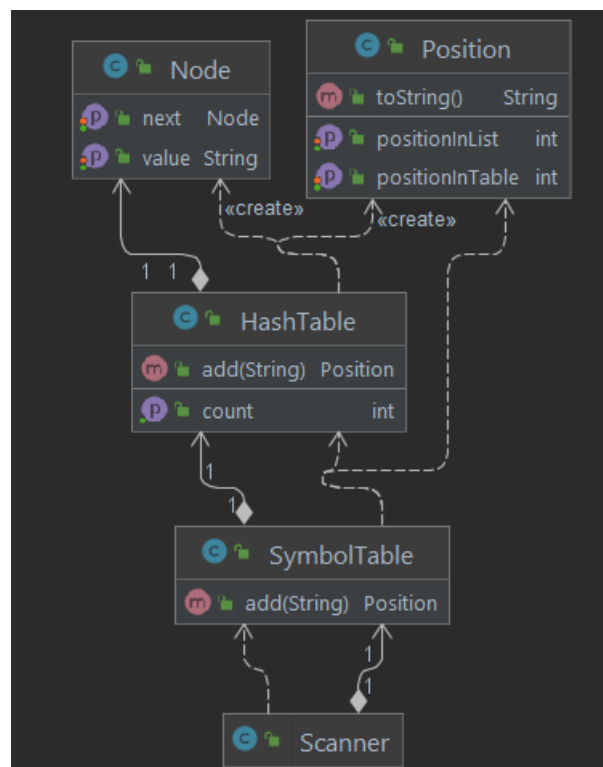 Node
next Node
value String
Position
toString() String
positionInList int
positionInTable int
«create»
«create»
1 1
HashTable
add(String) Position
count int
1
1
SymbolTable
add(String) Position
1
1
Scanner